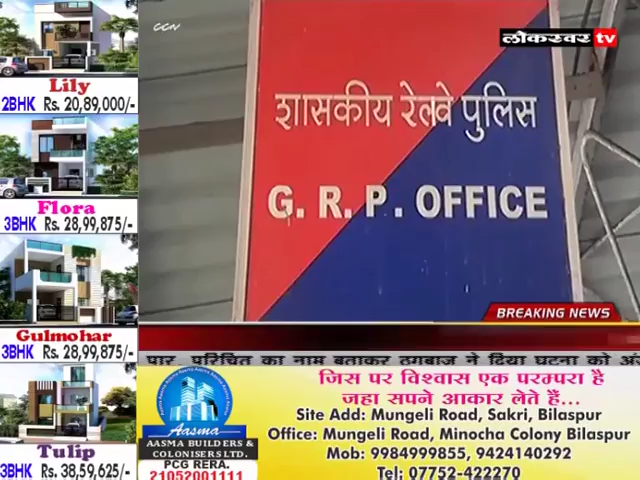 CCN
लोकस्वर tv
शासकीय रेलवे पुलिस
G. R. P. OFFICE
BREAKING NEWS
Lily
2BHK Rs. 20,89,000/-
Flora
3BHK Rs. 28,99,875/-
Gulmohar
3BHK Rs. 28,99,875/-
Tulip
3BHK Rs. 38,59,625/-
पार परिचित का नाम बताकर ठगबाज ने दिया घटना को
Aasma
AASMA BUILDERS &
COLONISERS LTD.
PCG RERA.
21052001111
जिस पर विश्वास एक परम्परा है
जहा सपने आकार लेते हैं...
Site Add: Mungeli Road, Sakri, Bilaspur
Office: Mungeli Road, Minocha Colony Bilaspur
Mob: 9984999855, 9424140292
Tel: 07752-422270